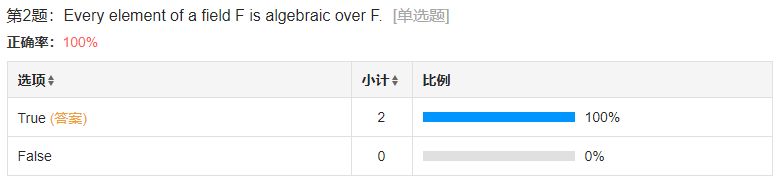 第2题：Every element of a field F is algebraic over F. [单选题]
正确率：100%
选项 小计 比例
True (答案) 2 100%
False 0 0%